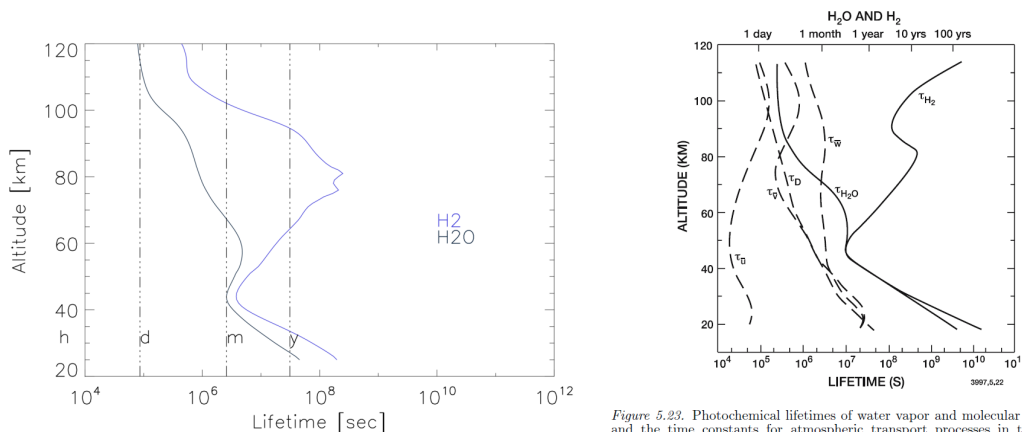 120
100
80
60
40
20
Altitude [km]
H2
H2O
h d m y
10^4 10^6 10^8 10^10 10^12
Lifetime [sec]
H₂O AND H₂
1 day 1 month 1 year 10 yrs 100 yrs
120
100
80
60
40
20
ALTITUDE (KM)
τH₂
τw̅
τD
τv̅
τH₂O
τu̅
10^4 10^5 10^6 10^7 10^8 10^9 10^10 10^1
LIFETIME (S)
3997,5,22
Figure 5.23. Photochemical lifetimes of water vapor and molecular
and the time constants for atmospheric transport processes in t